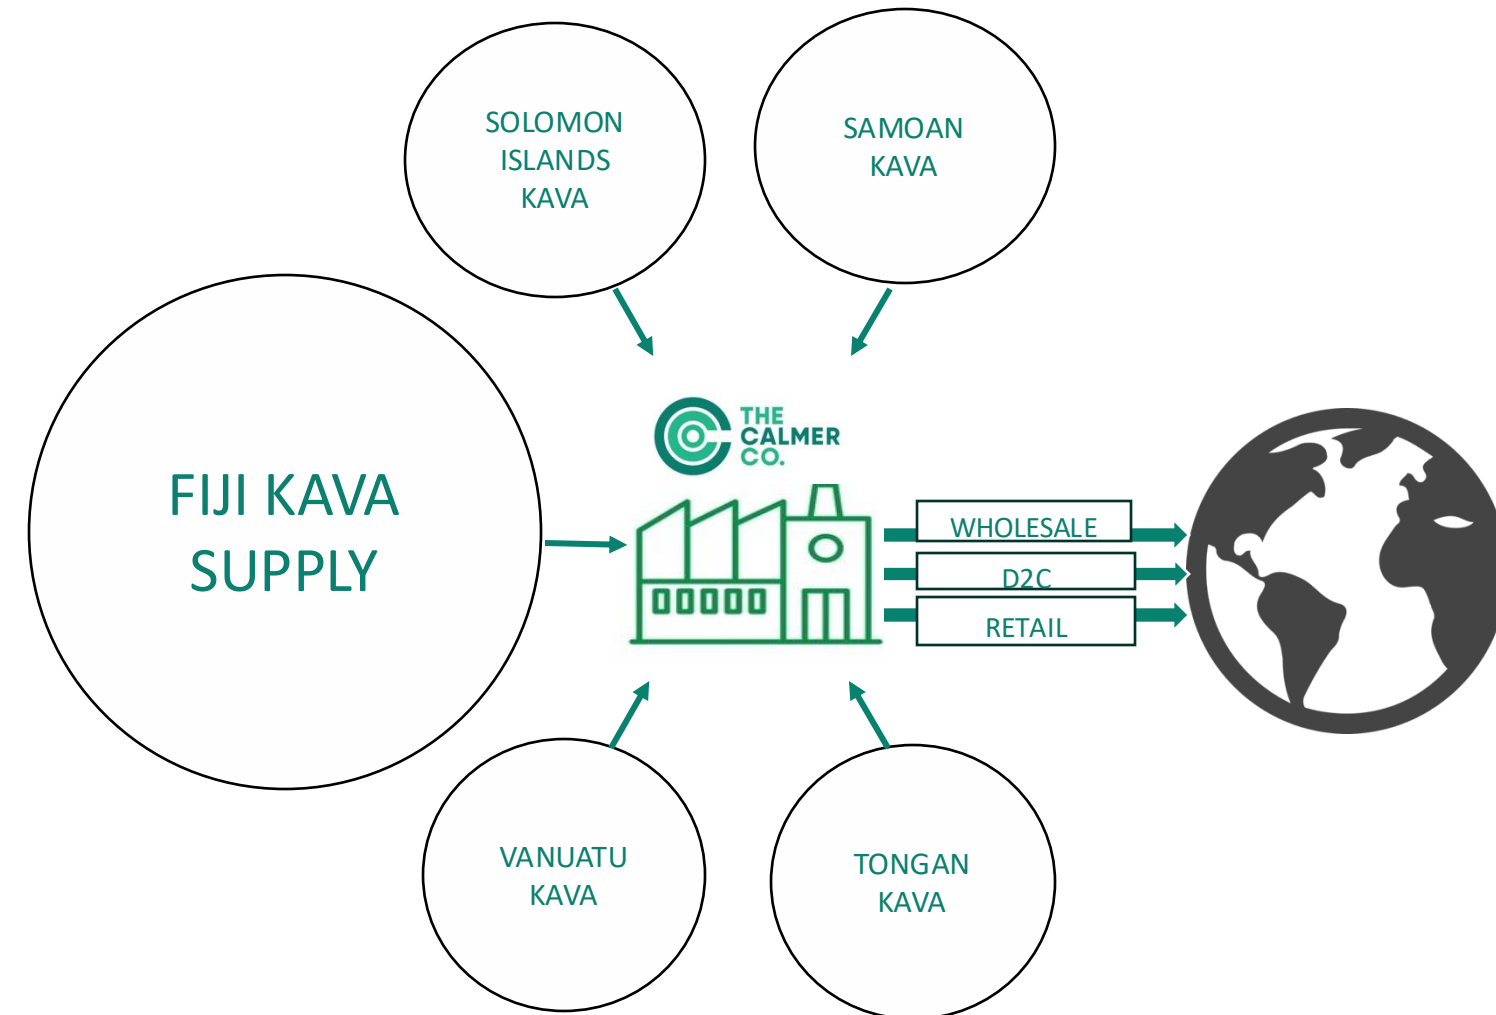 SOLOMON
ISLANDS
KAVA
SAMOAN
KAVA
FIJI KAVA
SUPPLY
THE
CALMER
CO.
WHOLESALE
D2C
RETAIL
VANUATU
KAVA
TONGAN
KAVA